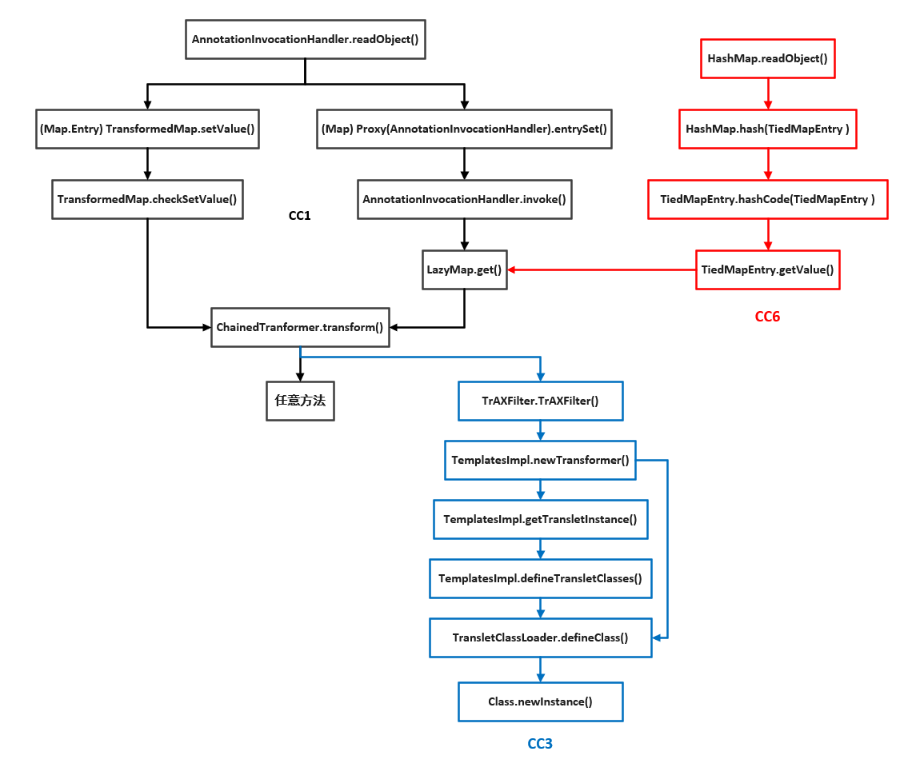 AnnotationInvocationHandler.readObject()
HashMap.readObject()
(Map.Entry) TransformedMap.setValue()
(Map) Proxy(AnnotationInvocationHandler).entrySet()
HashMap.hash(TiedMapEntry )
TransformedMap.checkSetValue()
CC1
AnnotationInvocationHandler.invoke()
TiedMapEntry.hashCode(TiedMapEntry )
LazyMap.get()
TiedMapEntry.getValue()
CC6
ChainedTranformer.transform()
任意方法
TrAXFilter.TrAXFilter()
TemplatesImpl.newTransformer()
TemplatesImpl.getTransletInstance()
TemplatesImpl.defineTransletClasses()
TransletClassLoader.defineClass()
Class.newInstance()
CC3